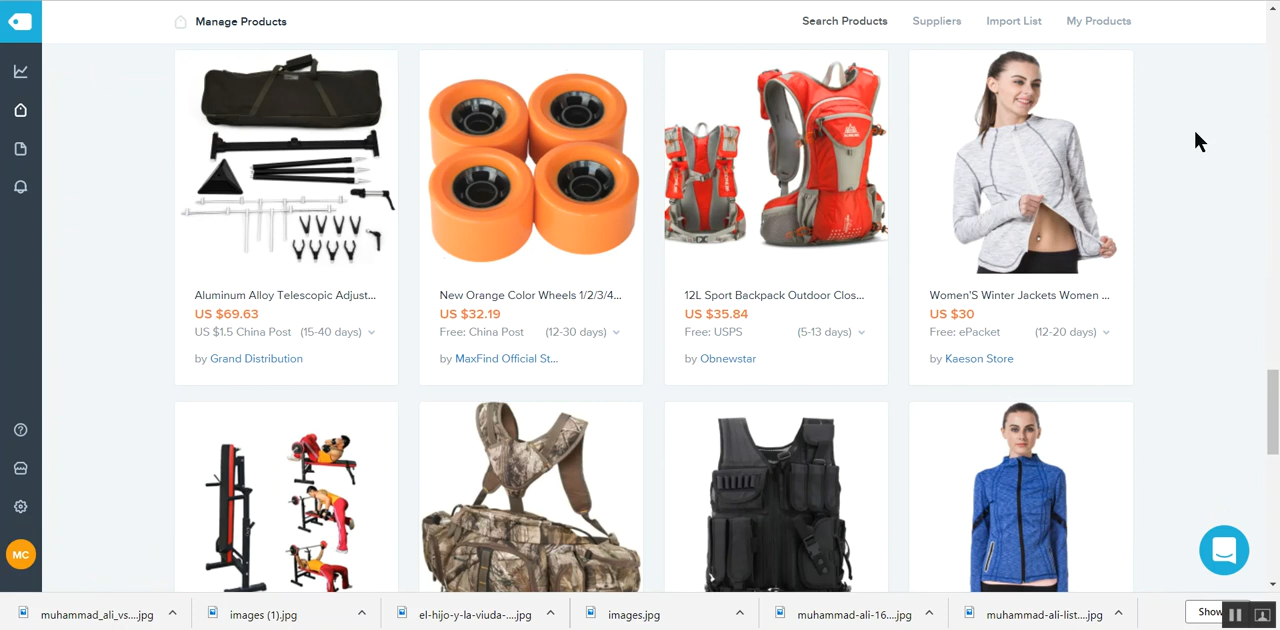 Manage Products
Search Products
Suppliers
Import List
My Products
Aluminum Alloy Telescopic Adjust...
US $69.63
US $1.5 China Post (15-40 days)
by Grand Distribution
New Orange Color Wheels 1/2/3/4...
US $32.19
Free: China Post (12-30 days)
by MaxFind Official St...
12L Sport Backpack Outdoor Clos...
US $35.84
Free: USPS (5-13 days)
by Obnewstar
Women'S Winter Jackets Women ...
US $30
Free: ePacket (12-20 days)
by Kaeson Store
MC
muhammad_ali_vs....jpg
images (1).jpg
el-hijo-y-la-viuda-....jpg
images.jpg
muhammad-ali-16....jpg
muhammad-ali-list....jpg